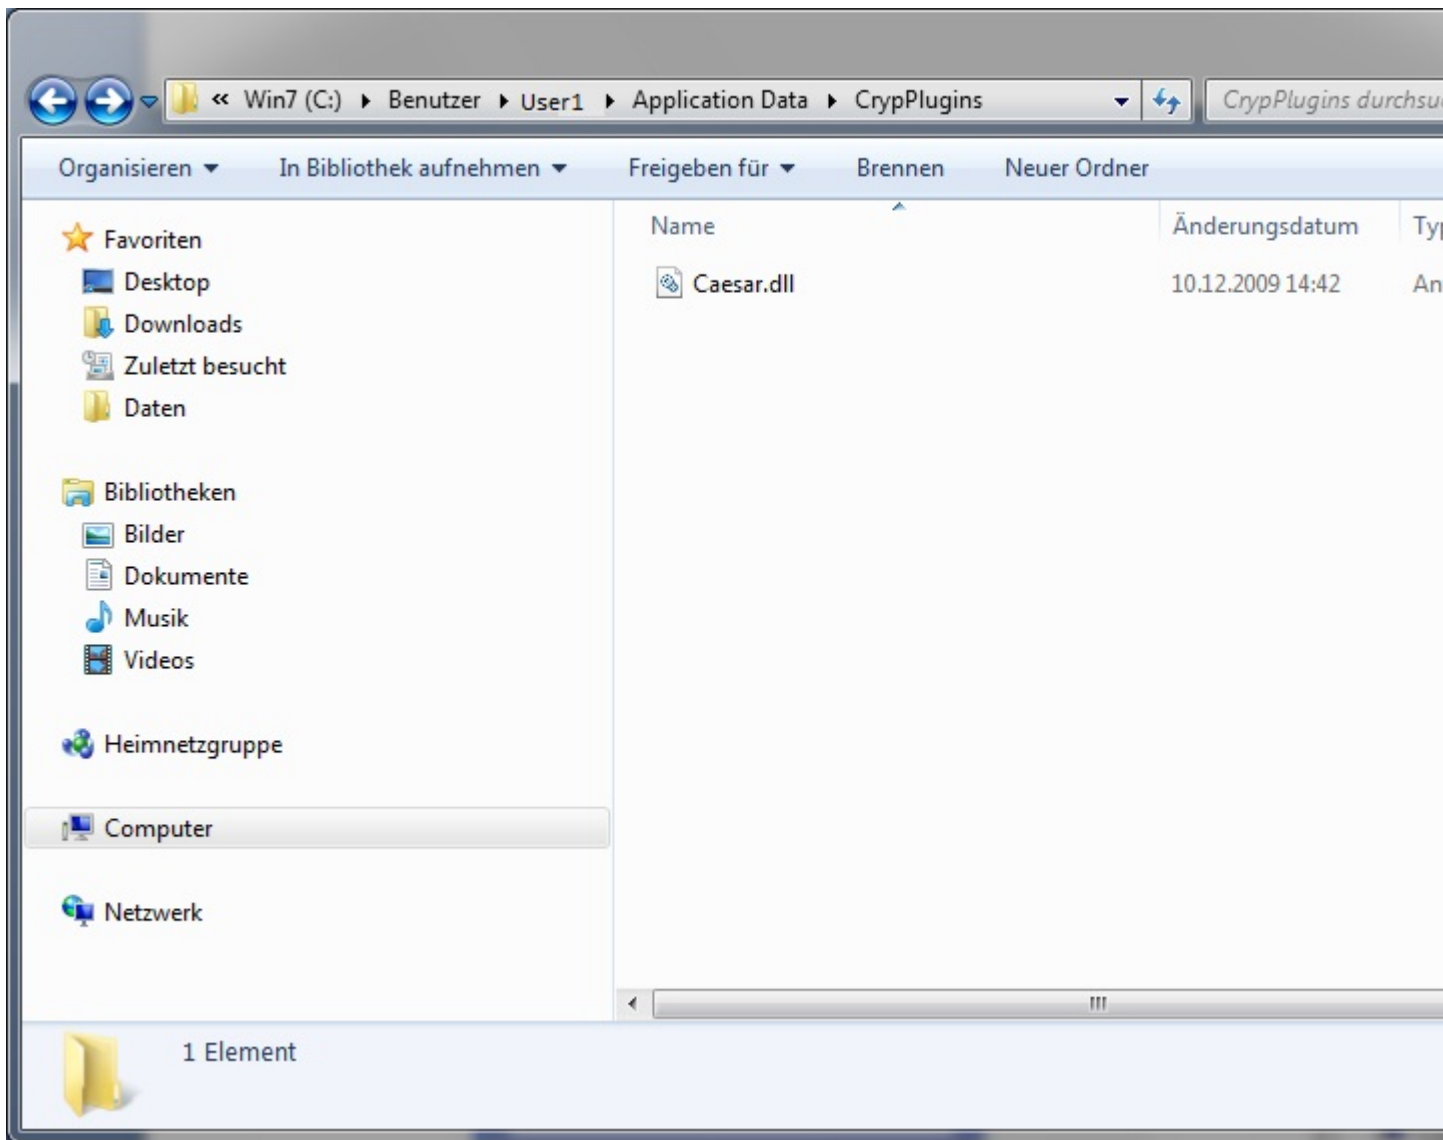 « Win7 (C:) ▸ Benutzer ▸ User1 ▸ Application Data ▸ CrypPlugins CrypPlugins durchsu
Organisieren In Bibliothek aufnehmen Freigeben für Brennen Neuer Ordner
Name Änderungsdatum Typ
Caesar.dll 10.12.2009 14:42 An
Favoriten
Desktop
Downloads
Zuletzt besucht
Daten
Bibliotheken
Bilder
Dokumente
Musik
Videos
Heimnetzgruppe
Computer
Netzwerk
1 Element